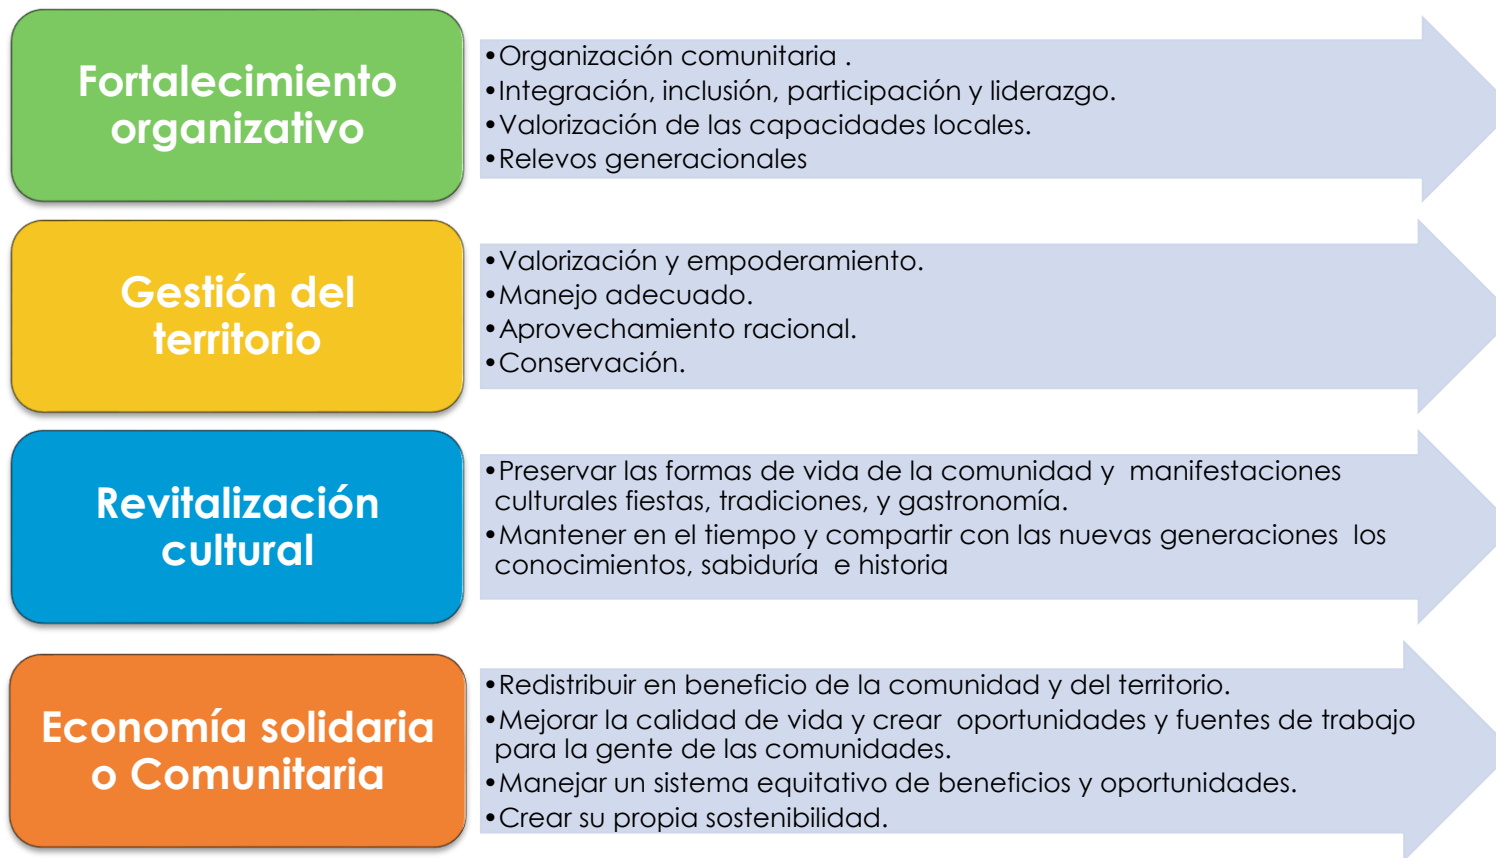 Fortalecimiento
organizativo
•Organización comunitaria .
•Integración, inclusión, participación y liderazgo.
•Valorización de las capacidades locales.
•Relevos generacionales
Gestión del
territorio
•Valorización y empoderamiento.
•Manejo adecuado.
•Aprovechamiento racional.
•Conservación.
Revitalización
cultural
•Preservar las formas de vida de la comunidad y  manifestaciones
culturales fiestas, tradiciones, y gastronomía.
•Mantener en el tiempo y compartir con las nuevas generaciones  los
conocimientos, sabiduría  e historia
Economía solidaria
o Comunitaria
•Redistribuir en beneficio de la comunidad y del territorio.
•Mejorar la calidad de vida y crear  oportunidades y fuentes de trabajo
para la gente de las comunidades.
•Manejar un sistema equitativo de beneficios y oportunidades.
•Crear su propia sostenibilidad.